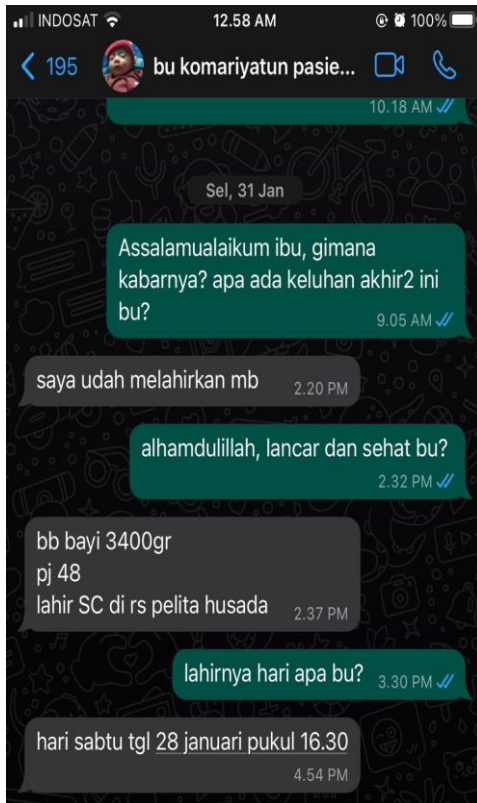 INDOSAT 12.58 AM 100%
195 bu komariyatun pasie...
10.18 AM
Sel, 31 Jan
Assalamualaikum ibu, gimana
kabarnya? apa ada keluhan akhir2 ini
bu?
9.05 AM
saya udah melahirkan mb
2.20 PM
alhamdulillah, lancar dan sehat bu?
2.32 PM
bb bayi 3400gr
pj 48
lahir SC di rs pelita husada
2.37 PM
lahirnya hari apa bu?
3.30 PM
hari sabtu tgl 28 januari pukul 16.30
4.54 PM